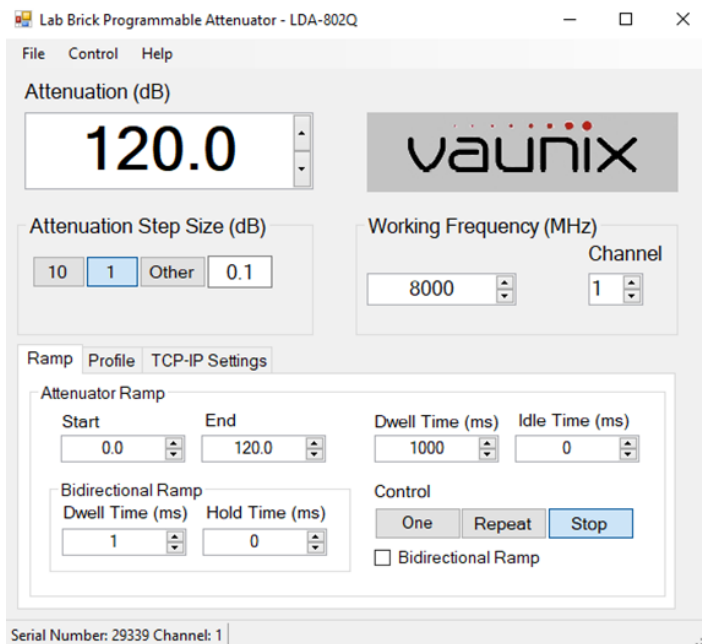 Lab Brick Programmable Attenuator - LDA-802Q
File Control Help
Attenuation (dB)
120.0
vaunix
Attenuation Step Size (dB)
10 1 Other 0.1
Working Frequency (MHz)
Channel
8000 1
Ramp Profile TCP-IP Settings
Attenuator Ramp
Start End Dwell Time (ms) Idle Time (ms)
0.0 120.0 1000 0
Bidirectional Ramp
Dwell Time (ms) Hold Time (ms)
1 0
Control
One Repeat Stop
Bidirectional Ramp
Serial Number: 29339 Channel: 1